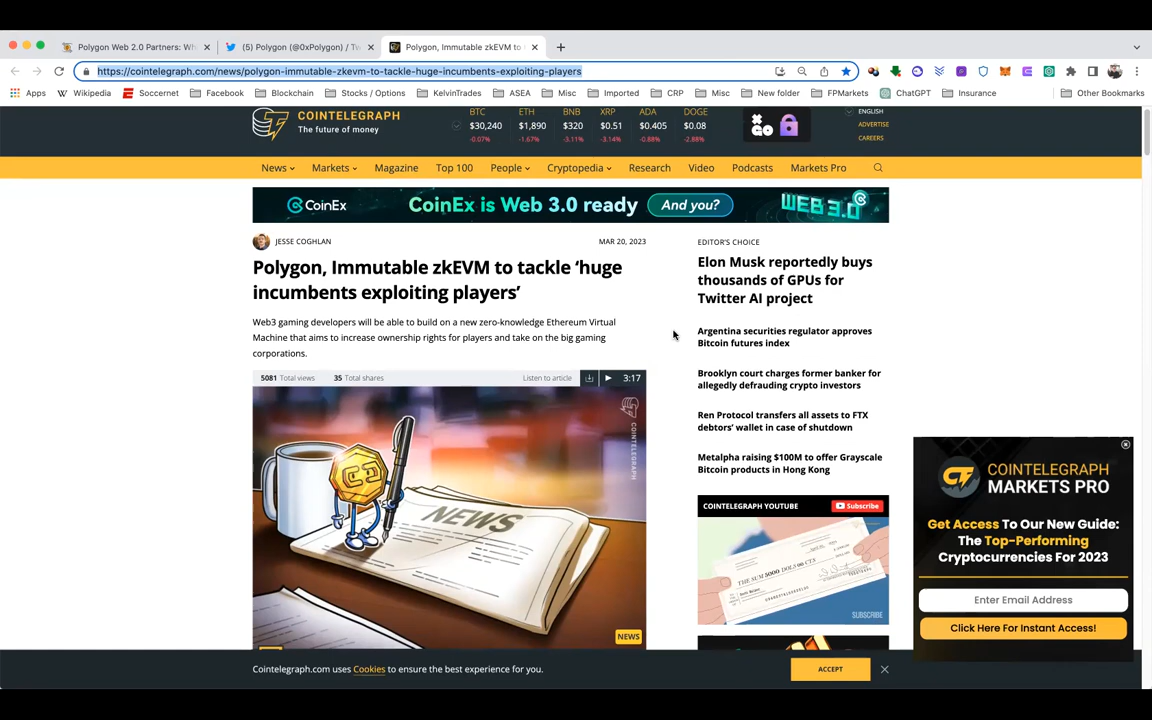 Polygon Web 2.0 Partners: Wh
(5) Polygon (@0xPolygon) / Tw
Polygon, Immutable zkEVM to
https://cointelegraph.com/news/polygon-immutable-zkevm-to-tackle-huge-incumbents-exploiting-players
Apps
Wikipedia
Soccernet
Facebook
Blockchain
Stocks / Options
KelvinTrades
ASEA
Misc
Imported
CRP
Misc
New folder
FPMarkets
ChatGPT
Insurance
Other Bookmarks
COINTELEGRAPH
The future of money
BTC
$30,240
-0.07%
ETH
$1,890
-1.67%
BNB
$320
-3.11%
XRP
$0.51
-3.14%
ADA
$0.405
-0.88%
DOGE
$0.08
-2.88%
GO
ENGLISH
ADVERTISE
CAREERS
News
Markets
Magazine
Top 100
People
Cryptopedia
Research
Video
Podcasts
Markets Pro
CoinEx
CoinEx is Web 3.0 ready
And you?
WEB3.0
JESSE COGHLAN
MAR 20, 2023
Polygon, Immutable zkEVM to tackle ‘huge
incumbents exploiting players’
Web3 gaming developers will be able to build on a new zero-knowledge Ethereum Virtual
Machine that aims to increase ownership rights for players and take on the big gaming
corporations.
5081 Total views
35 Total shares
Listen to article
3:17
COINTELEGRAPH
NEWS
NEWS
EDITOR’S CHOICE
Elon Musk reportedly buys
thousands of GPUs for
Twitter AI project
Argentina securities regulator approves
Bitcoin futures index
Brooklyn court charges former banker for
allegedly defrauding crypto investors
Ren Protocol transfers all assets to FTX
debtors’ wallet in case of shutdown
Metalpha raising $100M to offer Grayscale
Bitcoin products in Hong Kong
COINTELEGRAPH YOUTUBE
Subscribe
SUBSCRIBE
COINTELEGRAPH
MARKETS PRO
Get Access To Our New Guide:
The Top-Performing
Cryptocurrencies For 2023
Enter Email Address
Click Here For Instant Access!
Cointelegraph.com uses Cookies to ensure the best experience for you.
ACCEPT